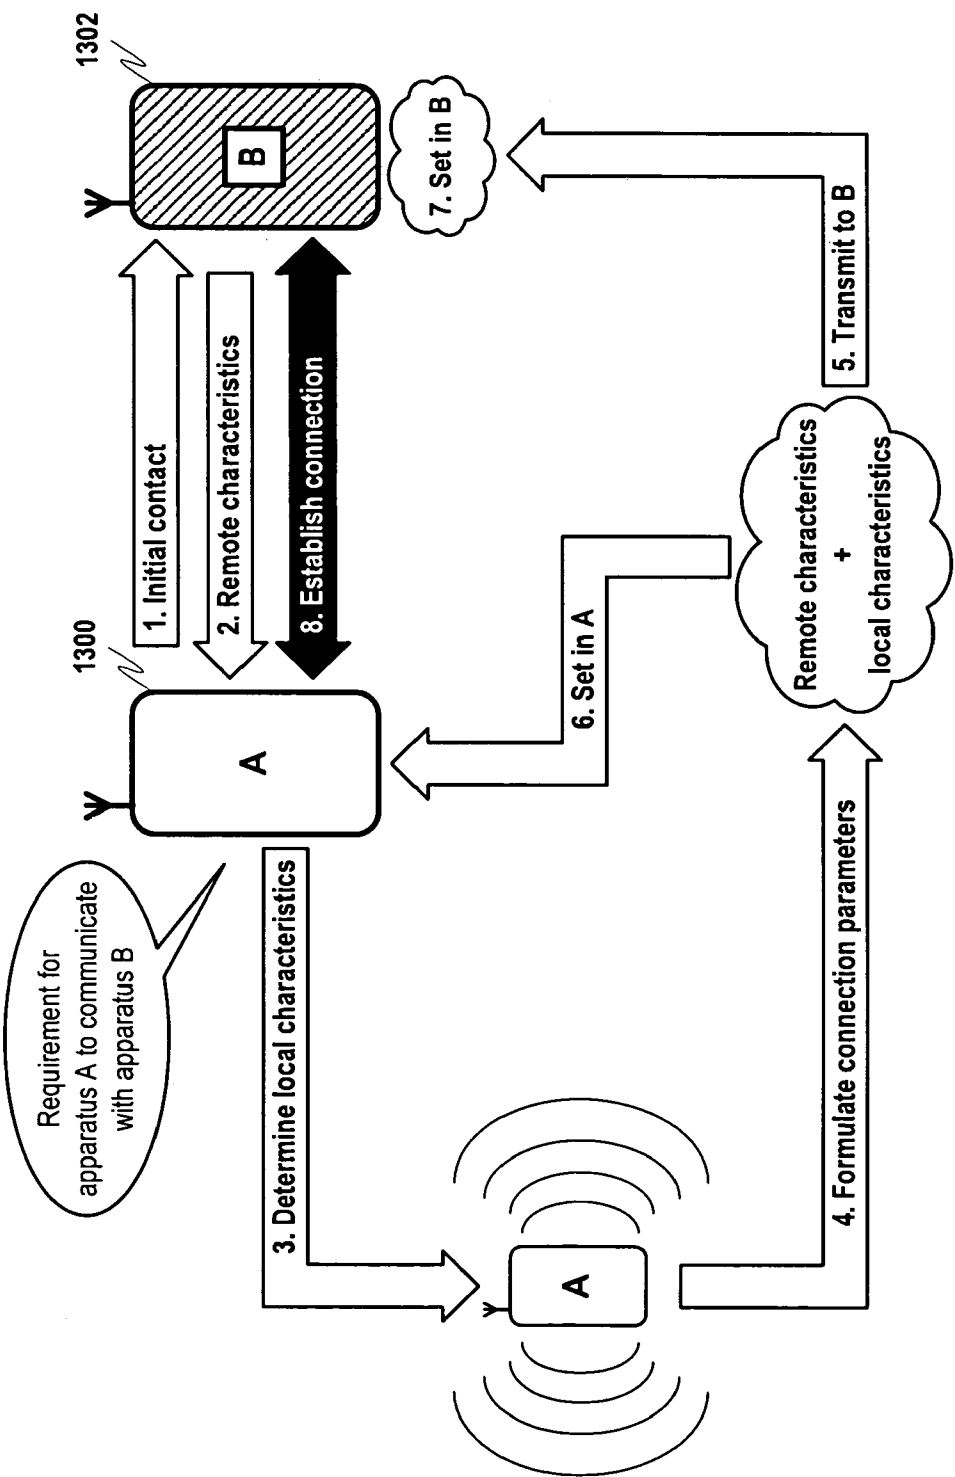 Requirement for
apparatus A to communicate
with apparatus B
1300
1302
A
B
1. Initial contact
2. Remote characteristics
8. Establish connection
7. Set in B
3. Determine local characteristics
6. Set in A
5. Transmit to B
A
4. Formulate connection parameters
Remote characteristics
+
local characteristics